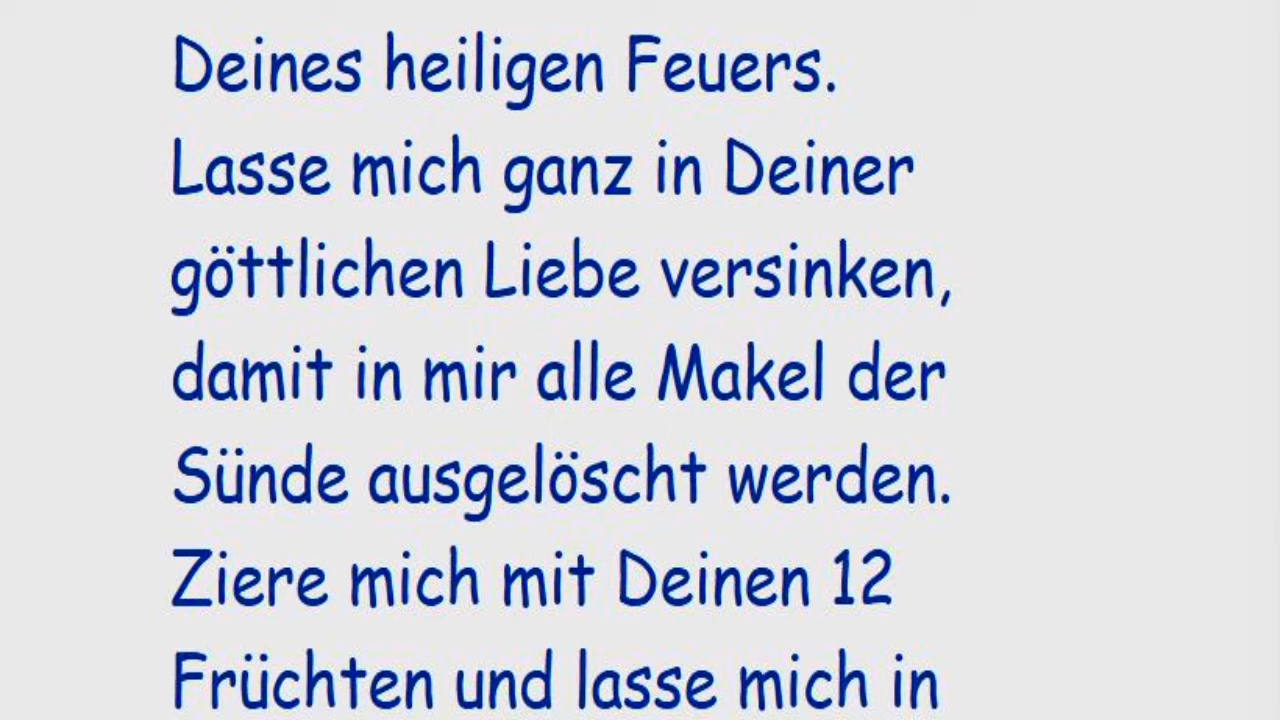 Deines heiligen Feuers.
Lasse mich ganz in Deiner
göttlichen Liebe versinken,
damit in mir alle Makel der
Sünde ausgelöscht werden.
Ziere mich mit Deinen 12
Früchten und lasse mich in